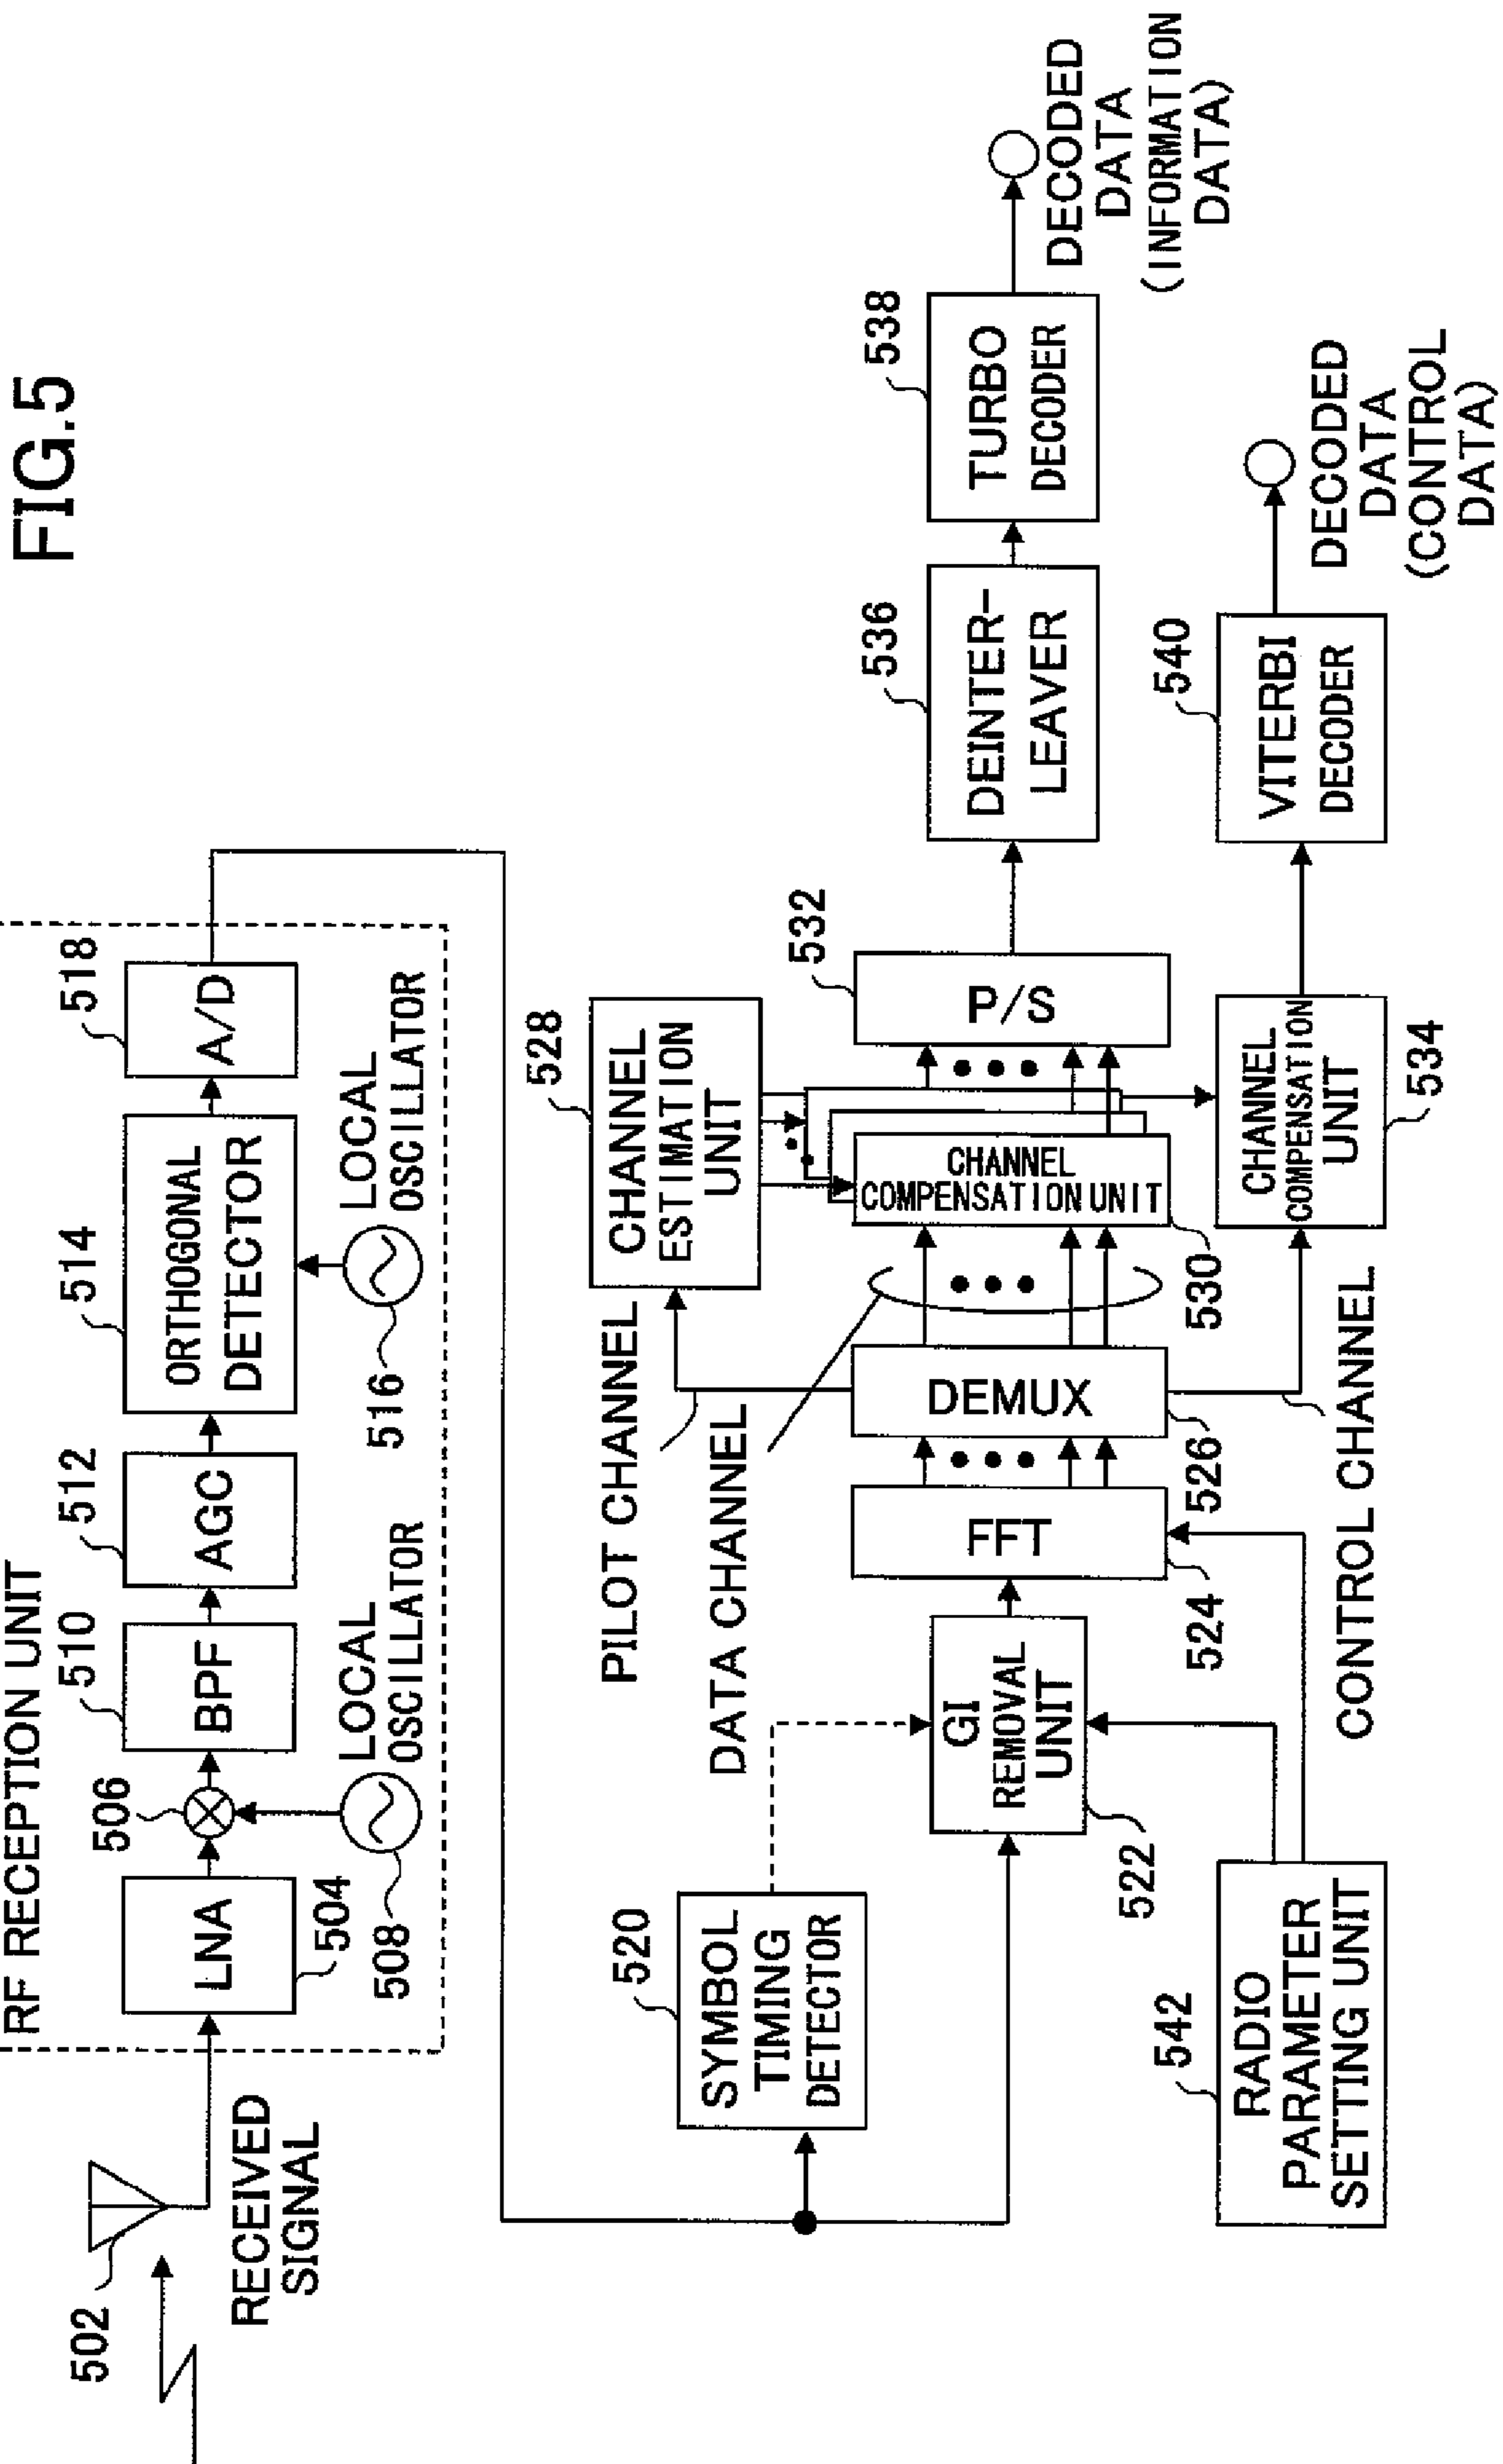 FIG.5
RF RECEPTION UNIT
502
RECEIVED
SIGNAL
LNA
504
506
LOCAL
OSCILLATOR
508
510
BPF
512
AGC
514
ORTHOGONAL
DETECTOR
LOCAL
OSCILLATOR
516
518
A/D
520
SYMBOL
TIMING
DETECTOR
GI
REMOVAL
UNIT
522
542
RADIO
PARAMETER
SETTING UNIT
FFT
524
DEMUX
526
PILOT CHANNEL
DATA CHANNEL
CONTROL CHANNEL
528
CHANNEL
ESTIMATION
UNIT
CHANNEL
COMPENSATION UNIT
530
532
P/S
CHANNEL
COMPENSATION
UNIT
534
536
DEINTER-
LEAVER
538
TURBO
DECODER
DECODED
DATA
(INFORMATION
DATA)
540
VITERBI
DECODER
DECODED
DATA
(CONTROL
DATA)